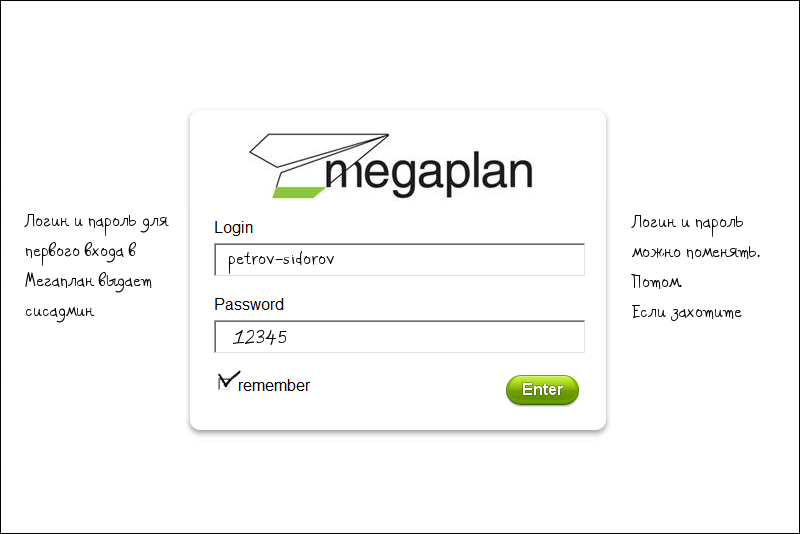 Логин и пароль для
первого входа в
Мегаплан выдает
сисадмин
megaplan
Login
petrov-sidorov
Password
12345
remember
Enter
Логин и пароль
можно поменять.
Потом.
Если захотите